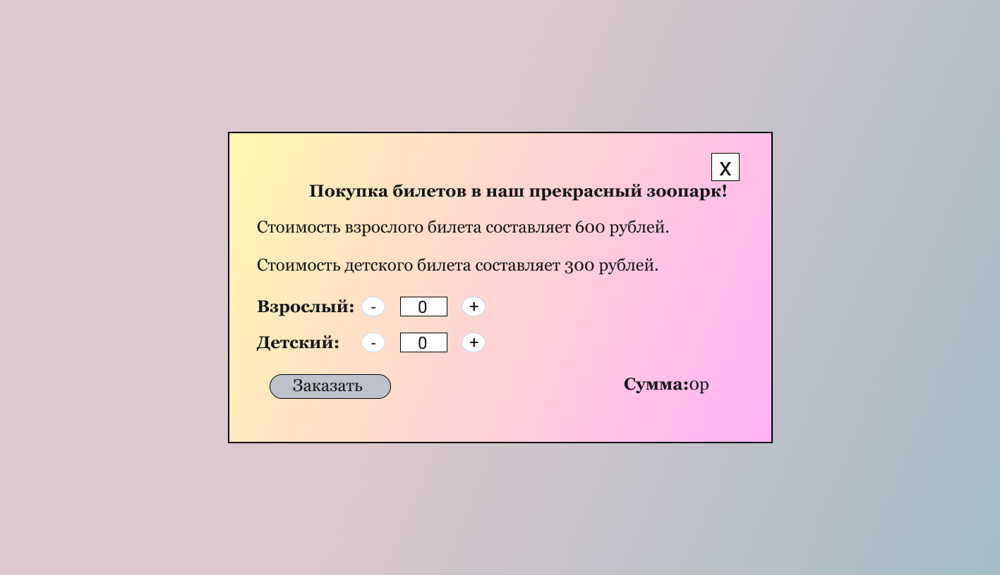 X
Покупка билетов в наш прекрасный зоопарк!
Стоимость взрослого билета составляет 600 рублей.
Стоимость детского билета составляет 300 рублей.
Взрослый: - 0 +
Детский: - 0 +
Заказать Сумма:0р